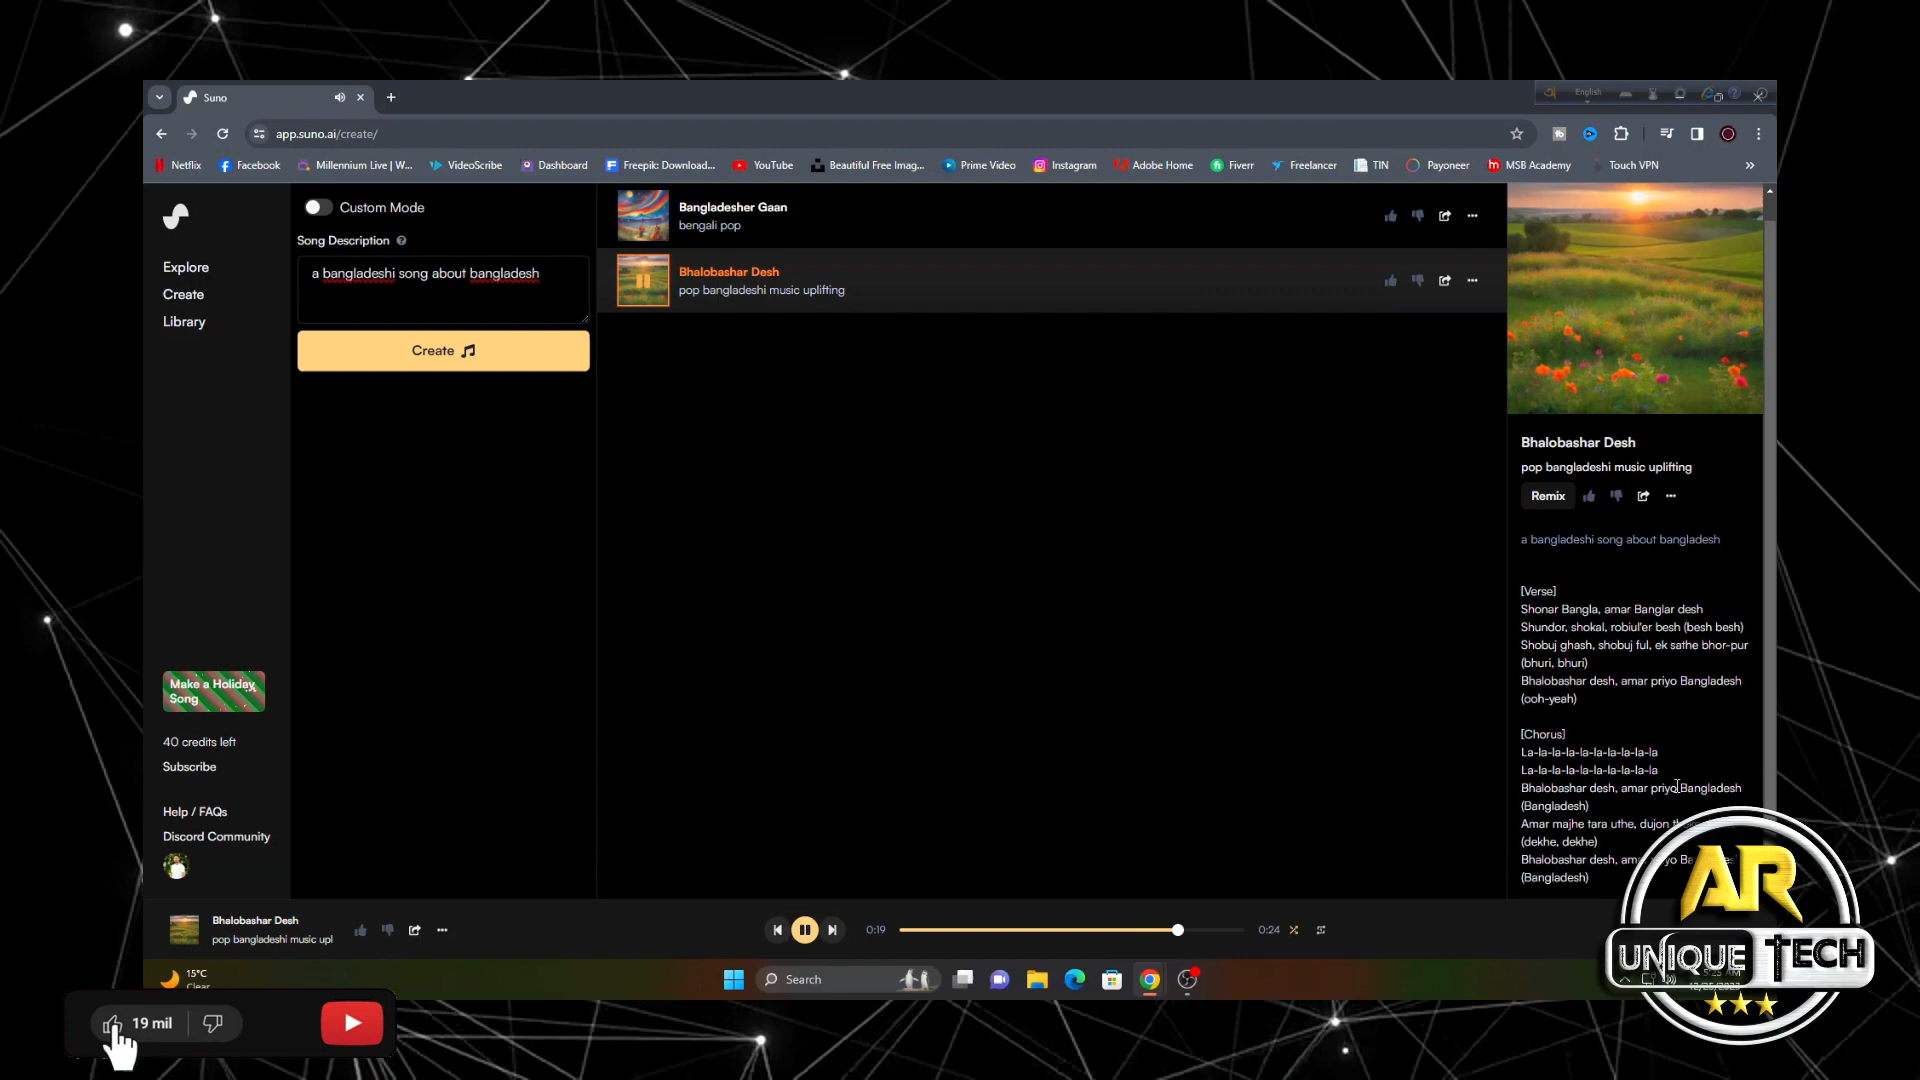 Suno
English
app.suno.ai/create/
Netflix
Facebook
Millennium Live | W...
VideoScribe
Dashboard
Freepik: Download...
YouTube
Beautiful Free Imag...
Prime Video
Instagram
Adobe Home
Fiverr
Freelancer
TIN
Payoneer
MSB Academy
Touch VPN
»
Explore
Create
Library
Make a Holiday
Song
40 credits left
Subscribe
Help / FAQs
Discord Community
Custom Mode
Song Description
a bangladeshi song about bangladesh
Create
Bangladesher Gaan
bengali pop
Bhalobashar Desh
pop bangladeshi music uplifting
Bhalobashar Desh
pop bangladeshi music uplifting
Remix
a bangladeshi song about bangladesh
[Verse]
Shonar Bangla, amar Banglar desh
Shundor, shokal, robiul'er besh (besh besh)
Shobuj ghash, shobuj ful, ek sathe bhor-pur
(bhuri, bhuri)
Bhalobashar desh, amar priyo Bangladesh
(ooh-yeah)
[Chorus]
La-la-la-la-la-la-la-la-la-la
La-la-la-la-la-la-la-la-la-la
Bhalobashar desh, amar priyo Bangladesh
(Bangladesh)
Amar majhe tara uthe, dujon
(dekhe, dekhe)
Bhalobashar desh,
(Bangladesh)
Bhalobashar Desh
pop bangladeshi music upl
0:19
0:24
15°C
Clear
Search
5:25 AM
12/25/2023
19 mil
AR
UNIQUE TECH